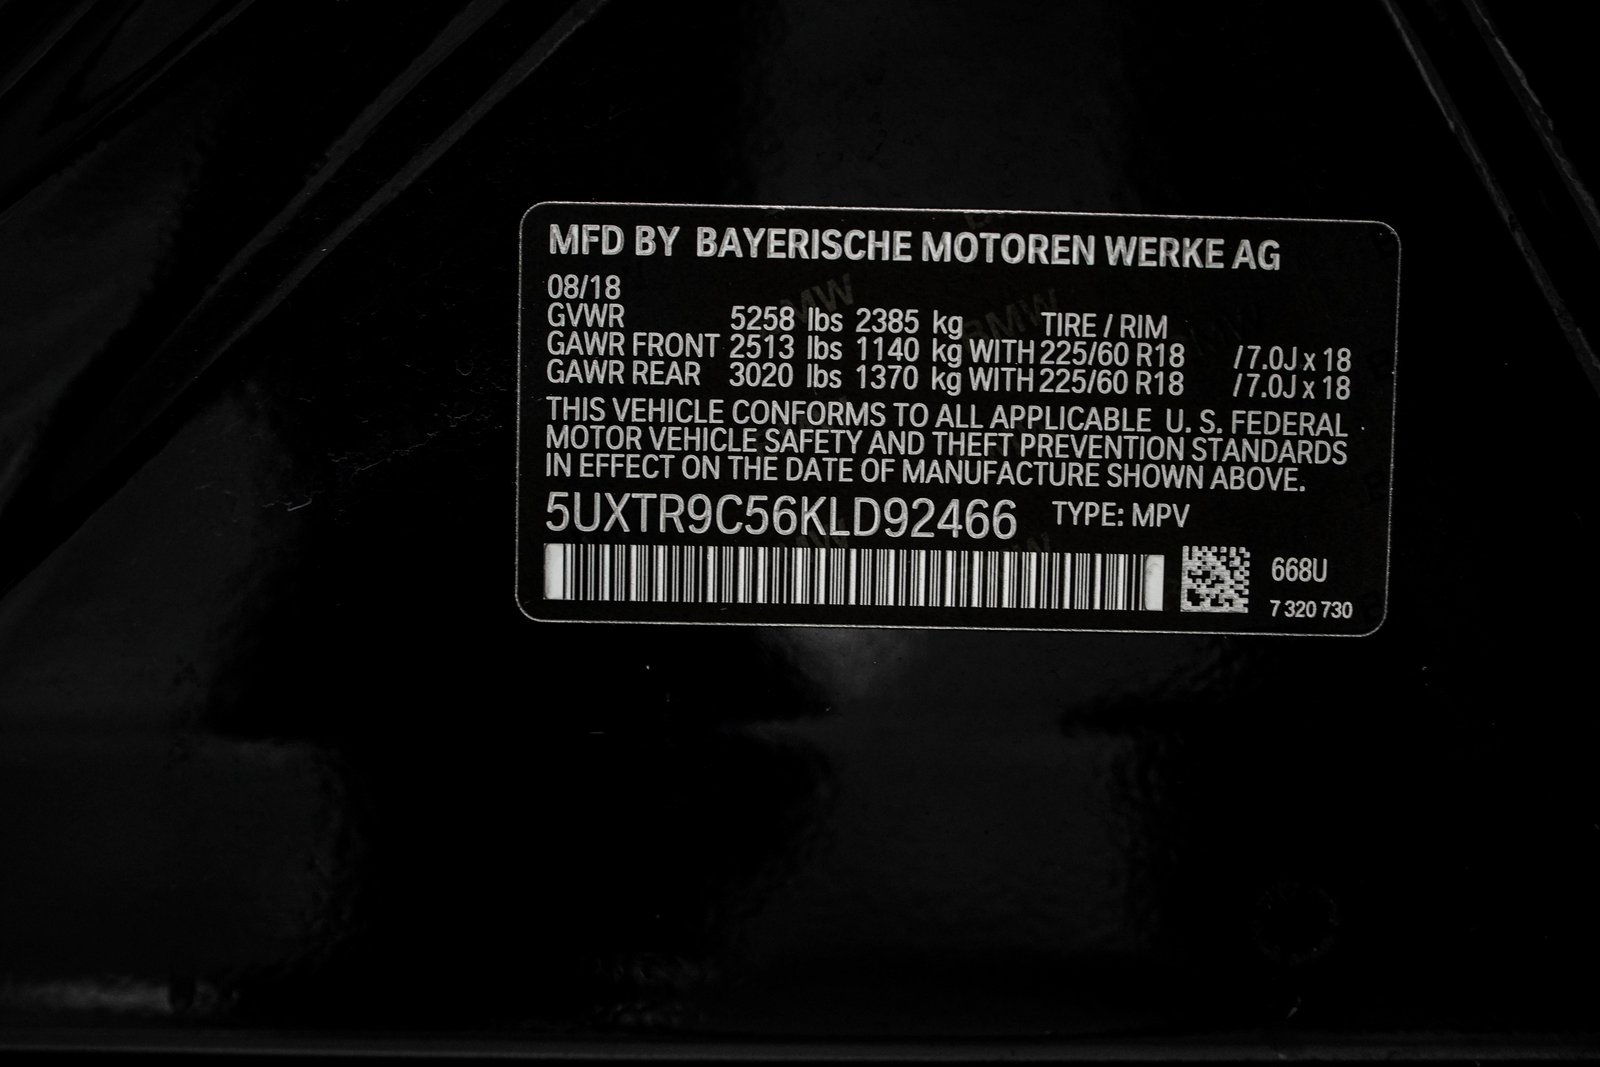 MFD BY BAYERISCHE MOTOREN WERKE AG
08/18
GVWR 5258 lbs 2385 kg TIRE / RIM
GAWR FRONT 2513 lbs 1140 kg WITH 225/60 R18 /7.0J x 18
GAWR REAR 3020 lbs 1370 kg WITH 225/60 R18 /7.0J x 18
THIS VEHICLE CONFORMS TO ALL APPLICABLE U. S. FEDERAL
MOTOR VEHICLE SAFETY AND THEFT PREVENTION STANDARDS
IN EFFECT ON THE DATE OF MANUFACTURE SHOWN ABOVE.
5UXTR9C56KLD92466 TYPE: MPV
668U
7 320 730